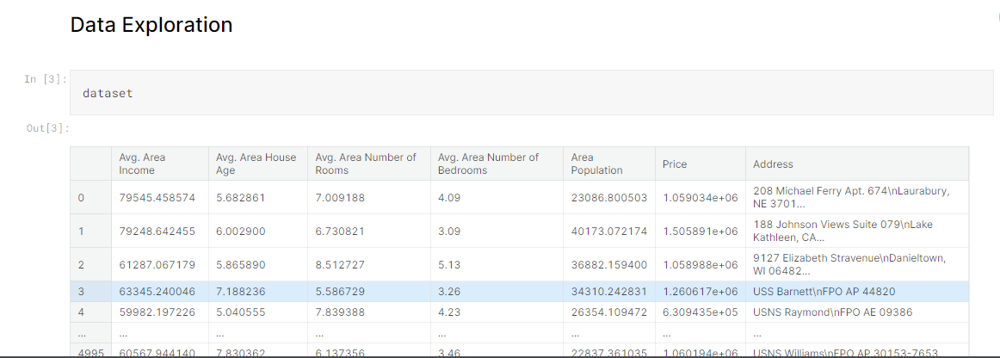 Data Exploration
In [3]:
dataset
Out[3]:
Avg. Area Income Avg. Area House Age Avg. Area Number of Rooms Avg. Area Number of Bedrooms Area Population Price Address
0 79545.458574 5.682861 7.009188 4.09 23086.800503 1.059034e+06 208 Michael Ferry Apt. 674\nLaurabury, NE 3701...
1 79248.642455 6.002900 6.730821 3.09 40173.072174 1.505891e+06 188 Johnson Views Suite 079\nLake Kathleen, CA...
2 61287.067179 5.865890 8.512727 5.13 36882.159400 1.058988e+06 9127 Elizabeth Stravenue\nDanieltown, WI 06482...
3 63345.240046 7.188236 5.586729 3.26 34310.242831 1.260617e+06 USS Barnett\nFPO AP 44820
4 59982.197226 5.040555 7.839388 4.23 26354.109472 6.309435e+05 USNS Raymond\nFPO AE 09386
... ... ... ... ... ... ... ...
4995 60567.944140 7.830362 6.137356 3.46 22837.361035 1.060194e+06 USNS Williams\nFPO AP 30153-7653